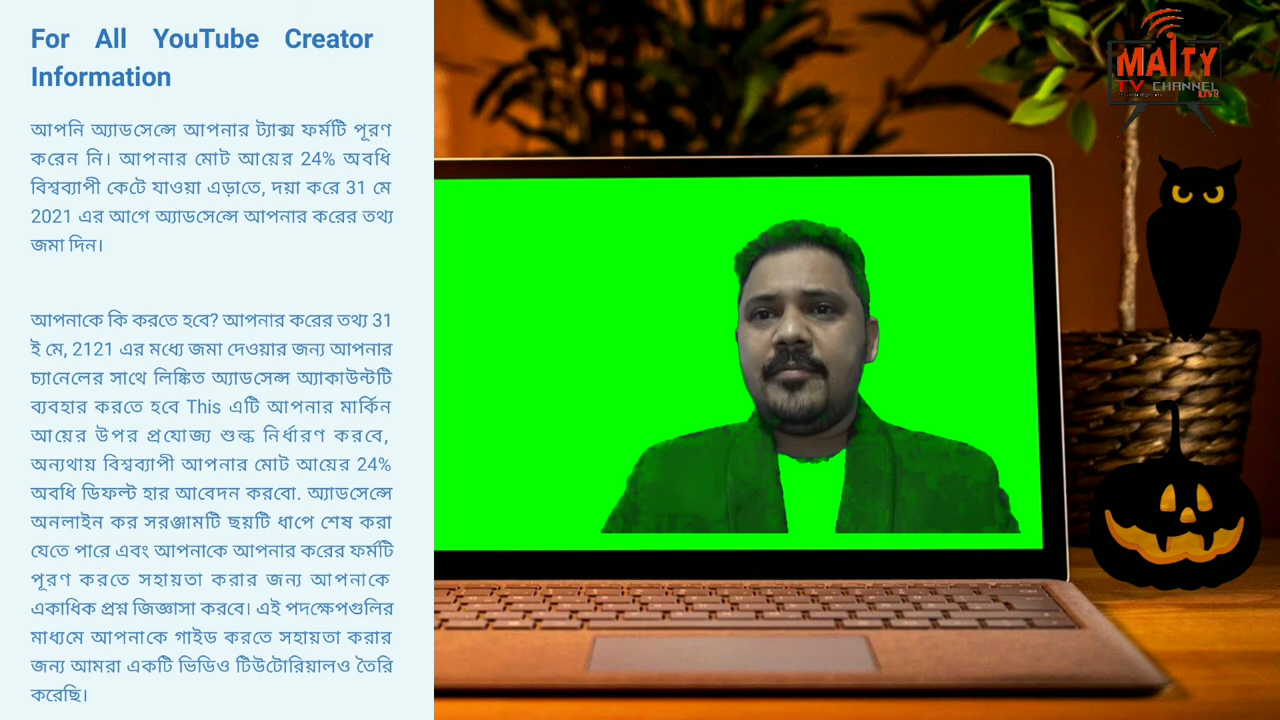 For All YouTube Creator
Information
আপনি অ্যাডসেন্সে আপনার ট্যাক্স ফর্মটি পূরণ
করেন নি। আপনার মোট আয়ের 24% অবধি
বিশ্বব্যাপী কেটে যাওয়া এড়াতে, দয়া করে 31 মে
2021 এর আগে অ্যাডসেন্সে আপনার করের তথ্য
জমা দিন।
আপনাকে কি করতে হবে? আপনার করের তথ্য 31
ই মে, 2121 এর মধ্যে জমা দেওয়ার জন্য আপনার
চ্যানেলের সাথে লিঙ্কিত অ্যাডসেন্স অ্যাকাউন্টটি
ব্যবহার করতে হবে This এটি আপনার মার্কিন
আয়ের উপর প্রযোজ্য শুল্ক নির্ধারণ করবে,
অন্যথায় বিশ্বব্যাপী আপনার মোট আয়ের 24%
অবধি ডিফল্ট হার আবেদন করবো. অ্যাডসেন্সে
অনলাইন কর সরঞ্জামটি ছয়টি ধাপে শেষ করা
যেতে পারে এবং আপনাকে আপনার করের ফর্মটি
পূরণ করতে সহায়তা করার জন্য আপনাকে
একাধিক প্রশ্ন জিজ্ঞাসা করবে। এই পদক্ষেপগুলির
মাধ্যমে আপনাকে গাইড করতে সহায়তা করার
জন্য আমরা একটি ভিডিও টিউটোরিয়ালও তৈরি
করেছি।
MAITY
TV CHANNEL
LIVE